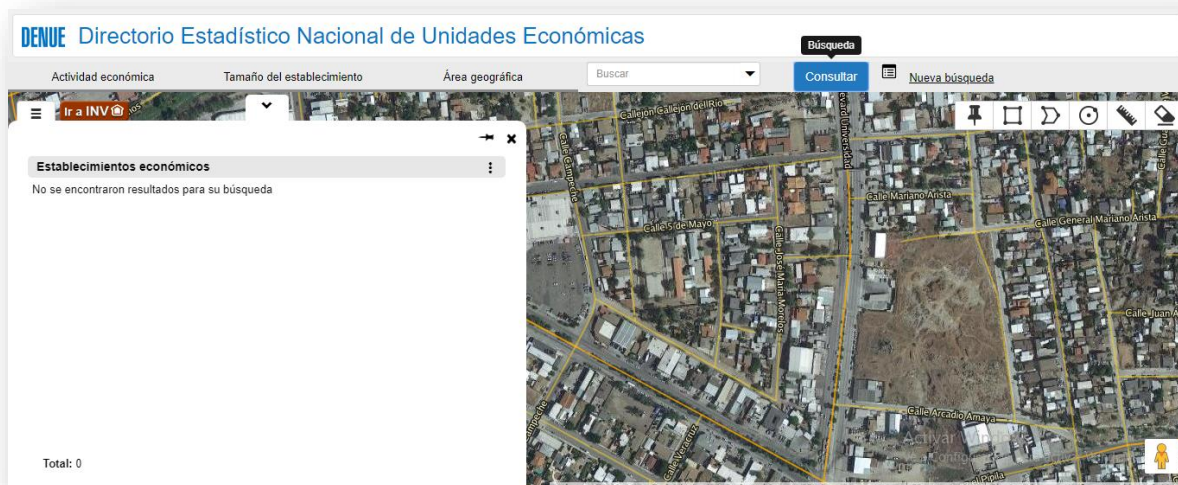 DENUE Directorio Estadístico Nacional de Unidades Económicas
Búsqueda
Actividad económica
Tamaño del establecimiento
Área geográfica
Buscar
Consultar
Nueva búsqueda
Ir a INV
Establecimientos económicos
No se encontraron resultados para su búsqueda
Total: 0
Callejón Callejón del Río
Calle Campeche
Calle 5 de Mayo
Calle José María Morelos
Universidad
Calle Mariano Arista
Calle General Mariano Arista
Calle Juan A
Calle Arcadio Amaya
Calle Veracruz
Campeche
Pípila
Activar